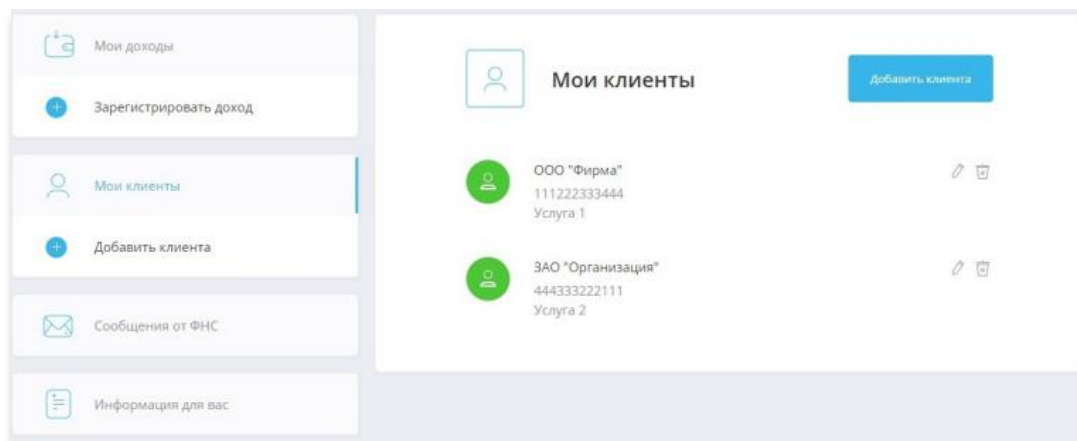 Мои доходы
Зарегистрировать доход
Мои клиенты
Добавить клиента
Сообщения от ФНС
Информация для вас
Мои клиенты
Добавить клиента
ООО "Фирма"
111222333444
Услуга 1
ЗАО "Организация"
444333222111
Услуга 2